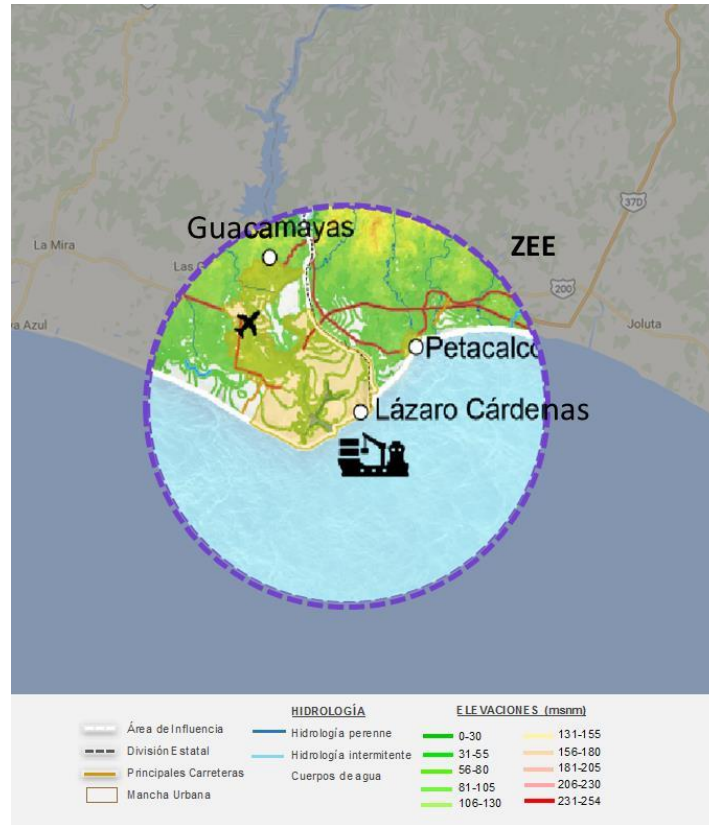 370
Guacamayas
ZEE
La Mira
Las G
200
a Azul
Joluta
Petacalco
Lázaro Cárdenas
HIDROLOGÍA
ELEVACIONES (msnm)
Área de Influencia
Hidrología perenne
0-30
131-155
División Estatal
Hidrología intermitente
31-55
156-180
Principales Carreteras
Cuerpos de agua
56-80
181-205
Mancha Urbana
81-105
206-230
106-130
231-254